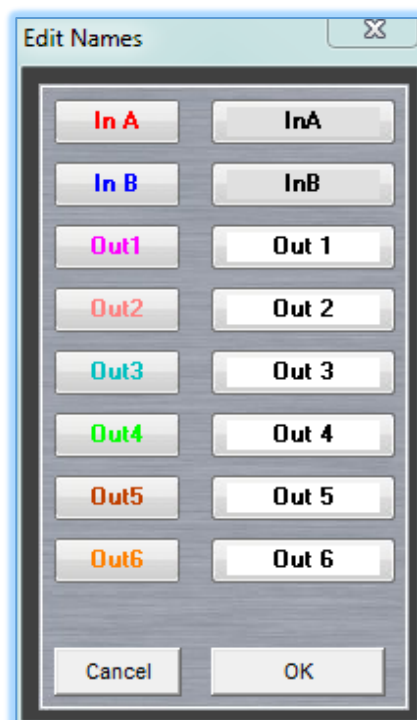 Edit Names
In A InA
In B InB
Out1 Out 1
Out2 Out 2
Out3 Out 3
Out4 Out 4
Out5 Out 5
Out6 Out 6
Cancel OK